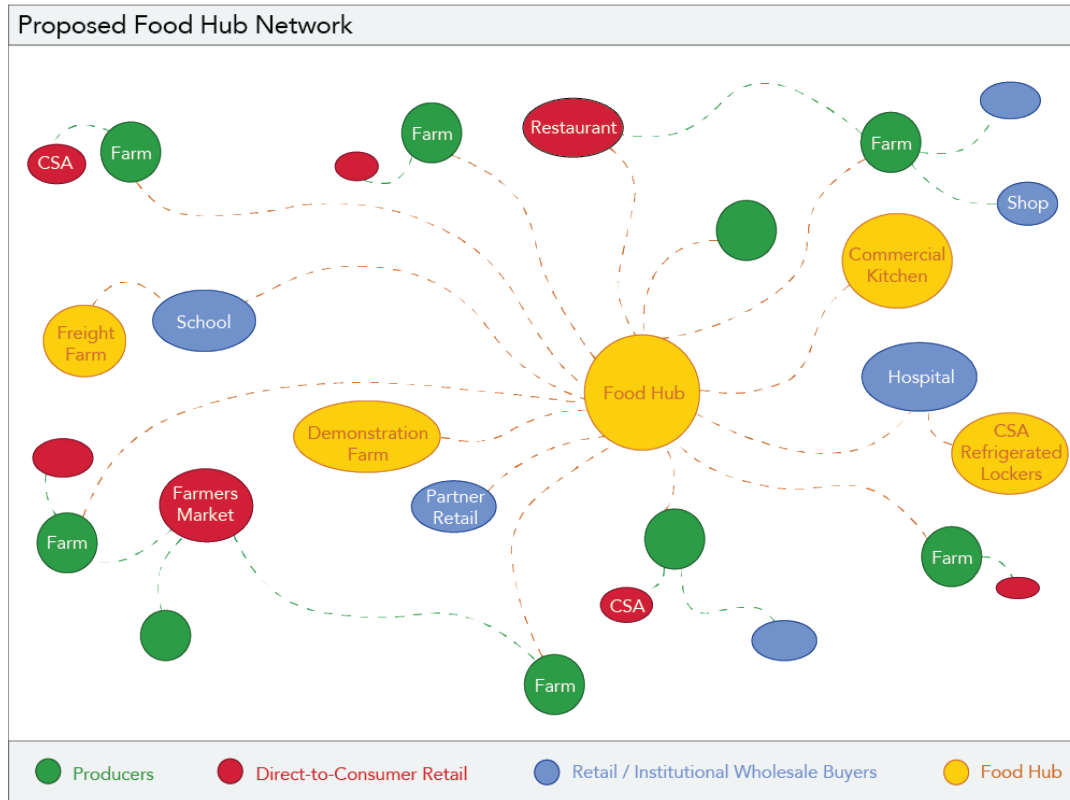 Proposed Food Hub Network
CSA
Farm
Farm
Restaurant
Farm
Shop
Commercial
Kitchen
Freight
Farm
School
Food Hub
Hospital
Demonstration
Farm
CSA
Refrigerated
Lockers
Farm
Farmers
Market
Partner
Retail
Farm
CSA
Farm
Producers
Direct-to-Consumer Retail
Retail / Institutional Wholesale Buyers
Food Hub